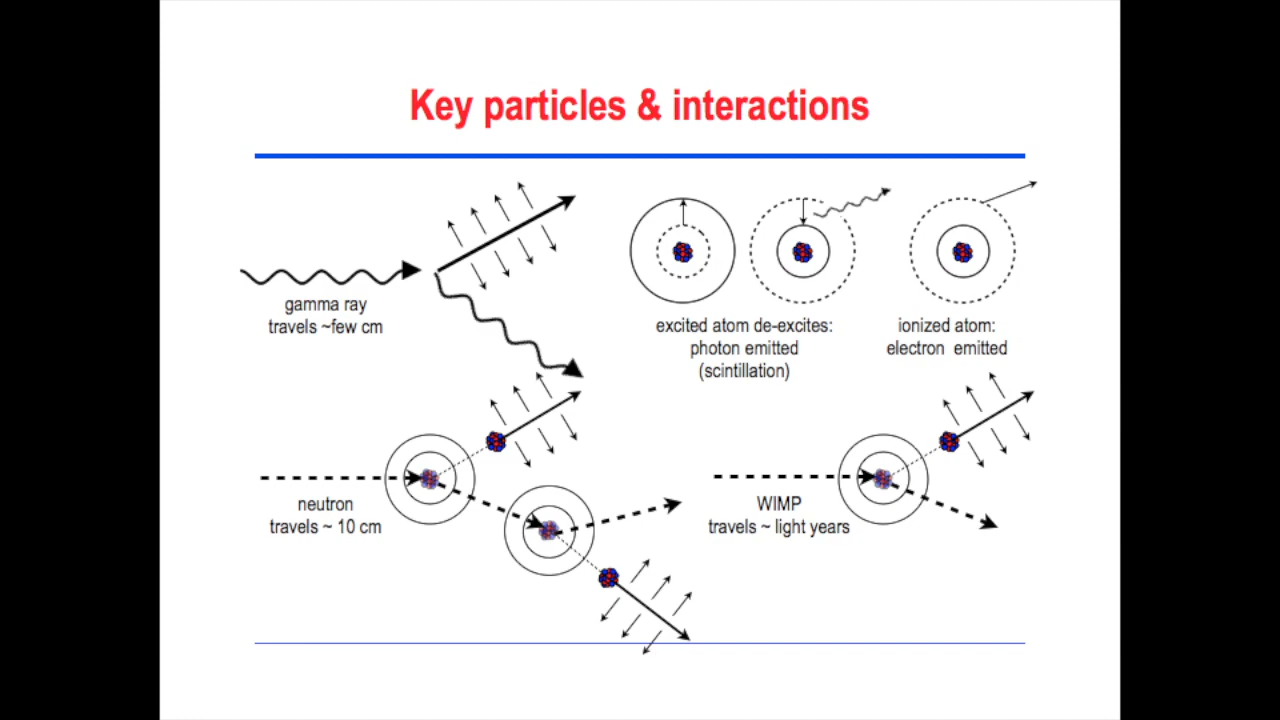 Key particles & interactions
gamma ray
travels ~few cm
excited atom de-excites:
photon emitted
(scintillation)
ionized atom:
electron emitted
neutron
travels ~ 10 cm
WIMP
travels ~ light years